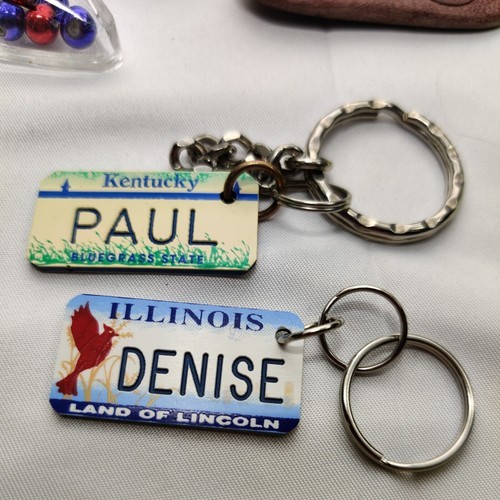 Kentucky
PAUL
BLUEGRASS STATE
ILLINOIS
DENISE
LAND OF LINCOLN